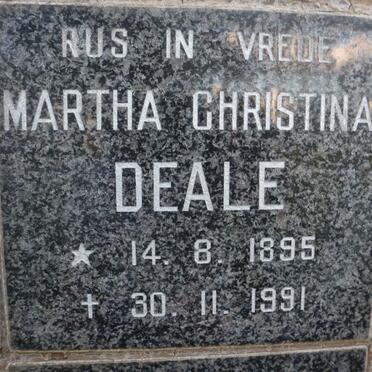 RUS IN VREDE
MARTHA CHRISTINA
DEALE
★ 14. 8. 1895
✝ 30. 11. 1991